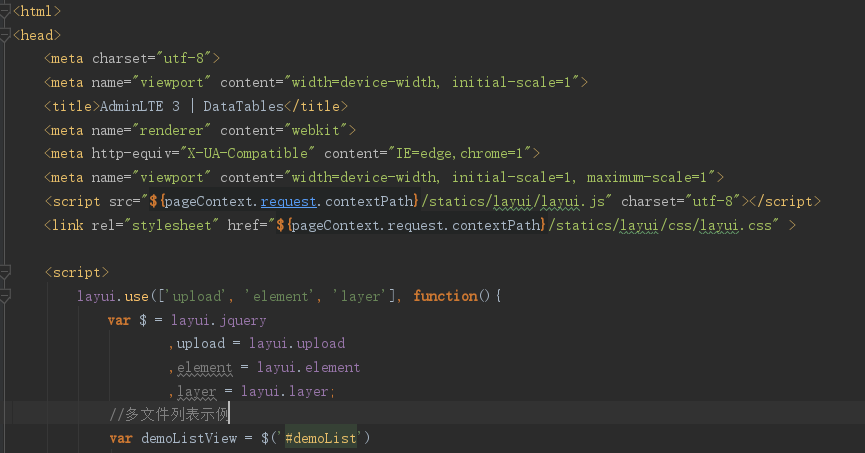 <html>
<head>
<meta charset="utf-8">
<meta name="viewport" content="width=device-width, initial-scale=1">
<title>AdminLTE 3 | DataTables</title>
<meta name="renderer" content="webkit">
<meta http-equiv="X-UA-Compatible" content="IE=edge,chrome=1">
<meta name="viewport" content="width=device-width, initial-scale=1, maximum-scale=1">
<script src="${pageContext.request.contextPath}/statics/layui/layui.js" charset="utf-8"></script>
<link rel="stylesheet" href="${pageContext.request.contextPath}/statics/layui/css/layui.css" >
<script>
layui.use(['upload', 'element', 'layer'], function(){
var $ = layui.jquery
,upload = layui.upload
,element = layui.element
,layer = layui.layer;
//多文件列表示例
var demoListView = $('#demoList')